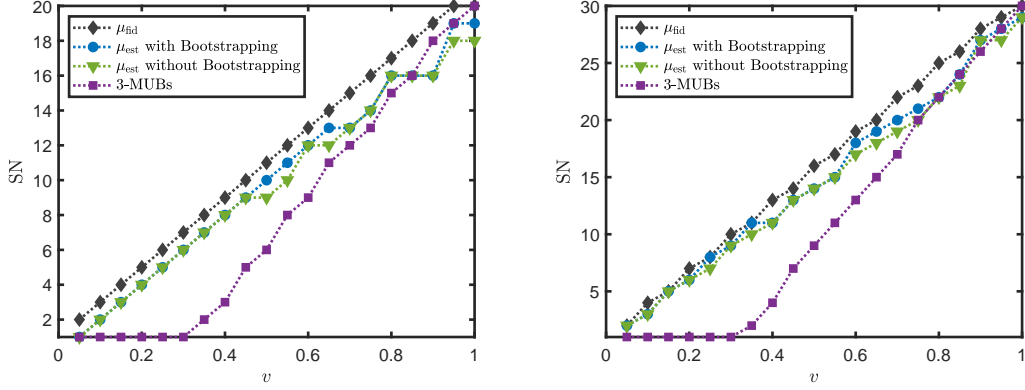 20
18
16
14
12
10
8
6
4
2
SN
μfid
μest with Bootstrapping
μest without Bootstrapping
3-MUBs
0 0.2 0.4 0.6 0.8 1
v
30
25
20
15
10
5
SN
μfid
μest with Bootstrapping
μest without Bootstrapping
3-MUBs
0 0.2 0.4 0.6 0.8 1
v